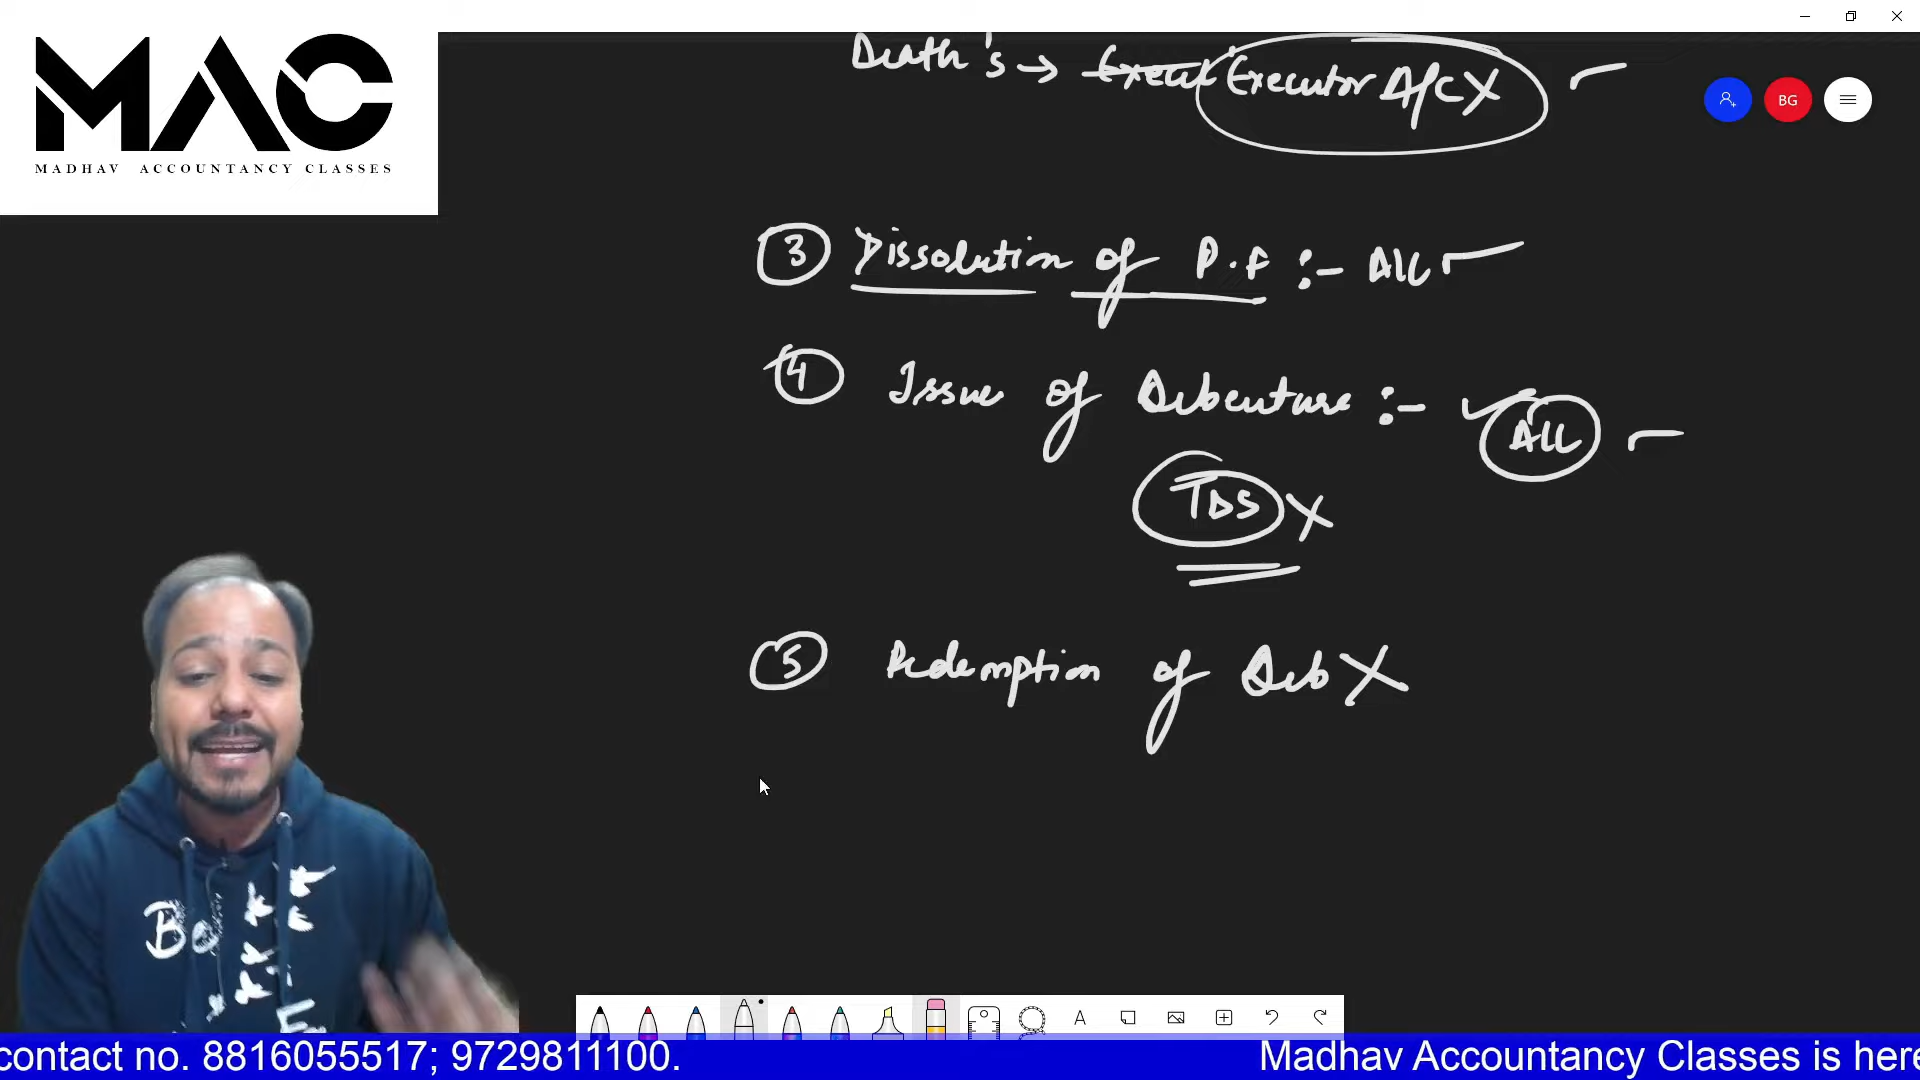 MAC
MADHAV ACCOUNTANCY CLASSES
Death's → Executor A/c X
BG
3 Dissolution of P.F :- All
4 Issue of Debenture :- All
TDS X
5 Redemption of Deb X
Be
A
contact no. 8816055517; 9729811100.
Madhav Accountancy Classes is here